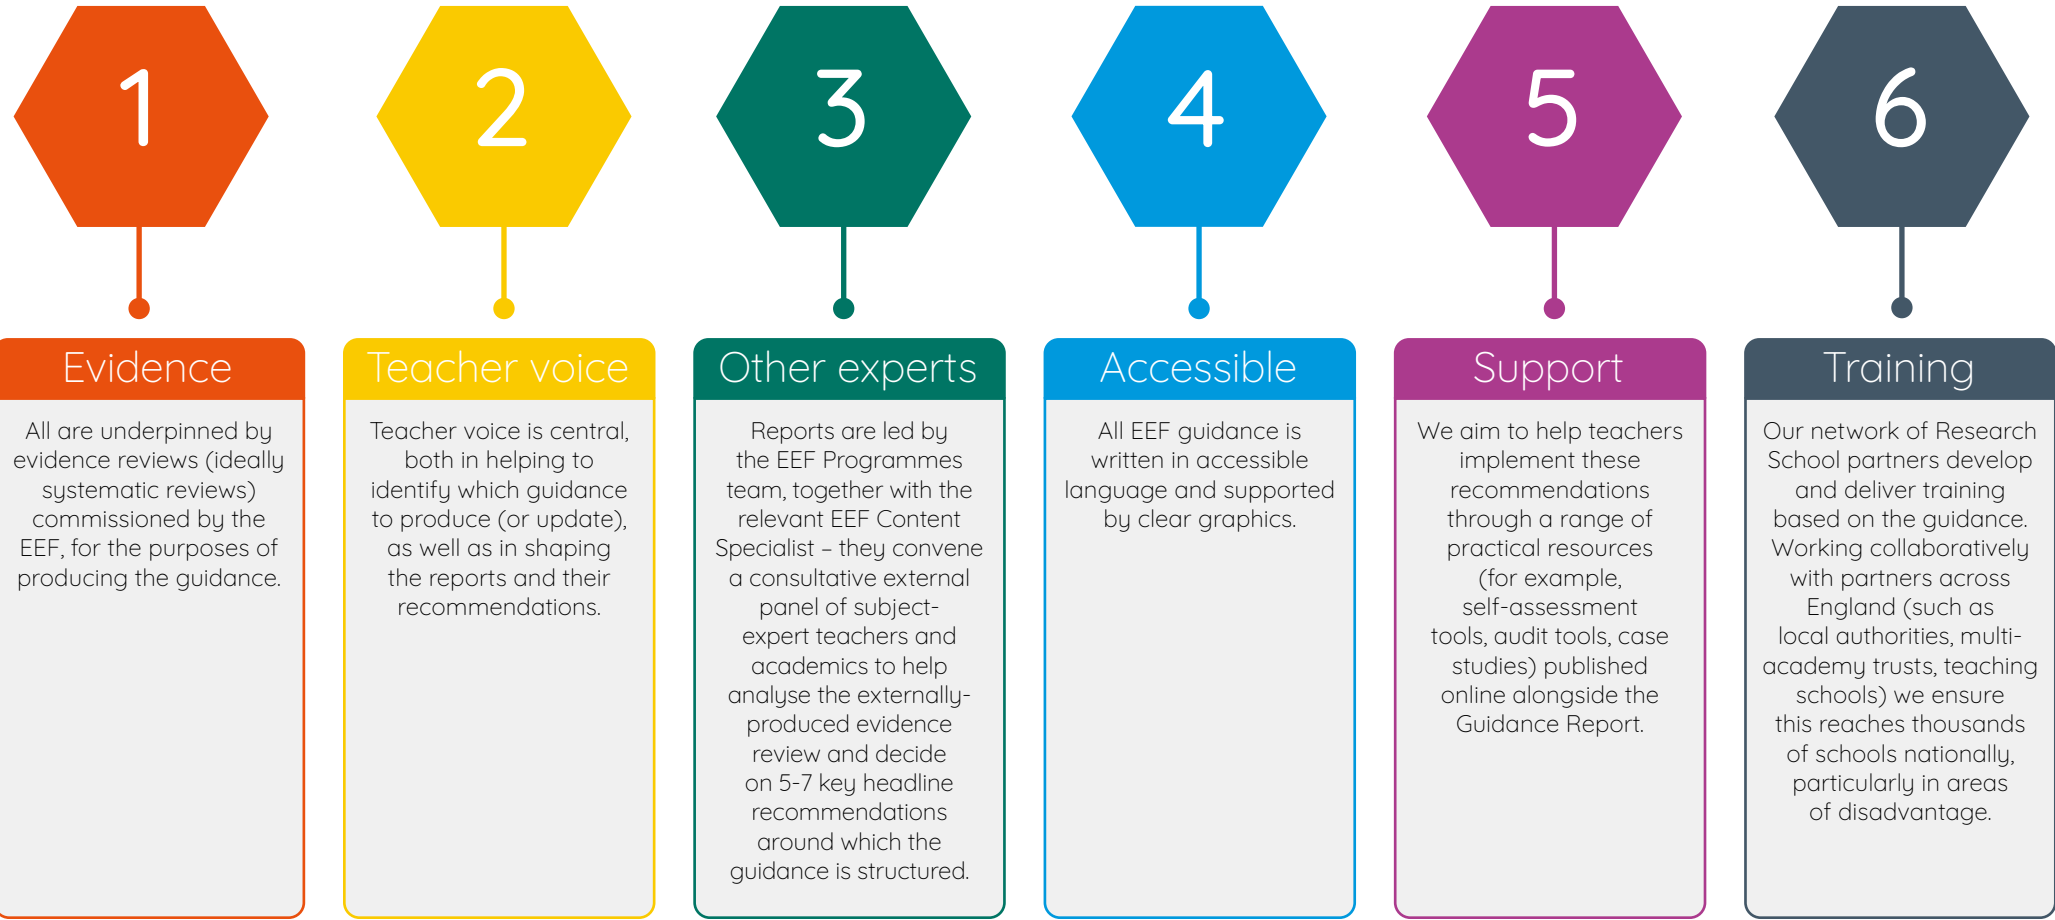 1
2
3
4
5
6
Evidence
All are underpinned by
evidence reviews (ideally
systematic reviews)
commissioned by the
EEF, for the purposes of
producing the guidance.
Teacher voice
Teacher voice is central,
both in helping to
identify which guidance
to produce (or update),
as well as in shaping
the reports and their
recommendations.
Other experts
Reports are led by
the EEF Programmes
team, together with the
relevant EEF Content
Specialist – they convene
a consultative external
panel of subject-
expert teachers and
academics to help
analyse the externally-
produced evidence
review and decide
on 5-7 key headline
recommendations
around which the
guidance is structured.
Accessible
All EEF guidance is
written in accessible
language and supported
by clear graphics.
Support
We aim to help teachers
implement these
recommendations
through a range of
practical resources
(for example,
self-assessment
tools, audit tools, case
studies) published
online alongside the
Guidance Report.
Training
Our network of Research
School partners develop
and deliver training
based on the guidance.
Working collaboratively
with partners across
England (such as
local authorities, multi-
academy trusts, teaching
schools) we ensure
this reaches thousands
of schools nationally,
particularly in areas
of disadvantage.